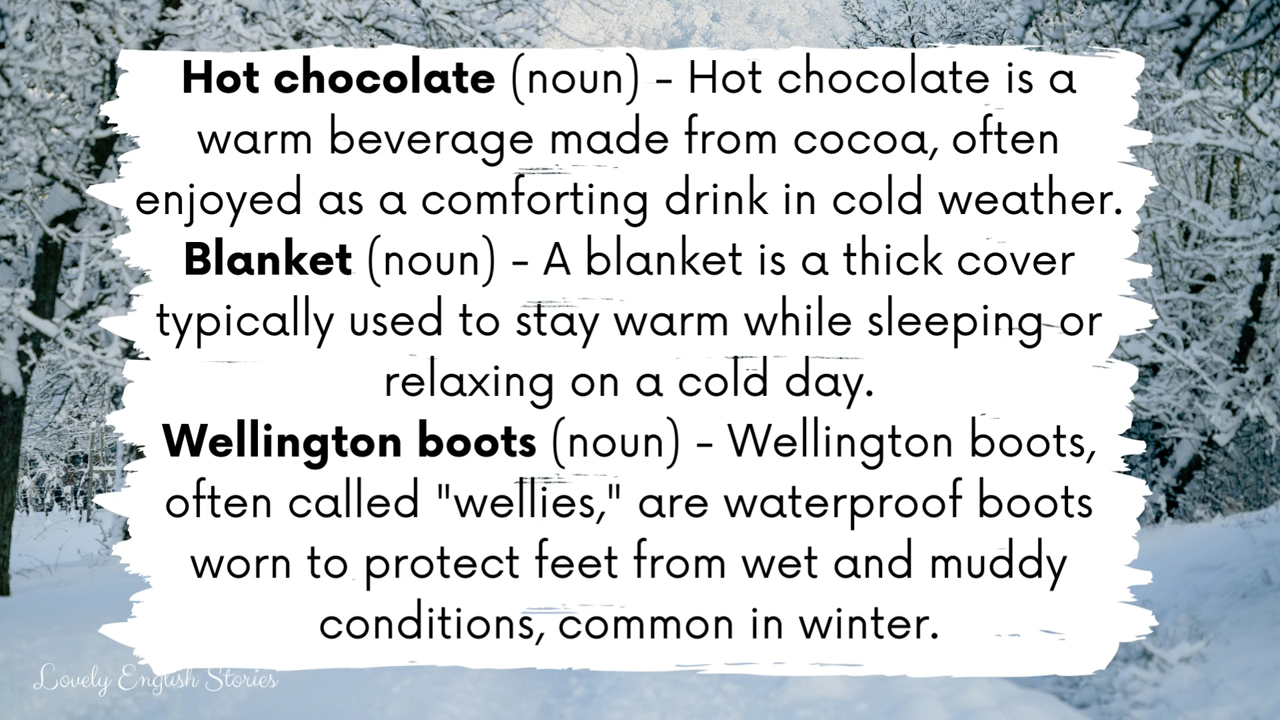 Hot chocolate (noun) - Hot chocolate is a
warm beverage made from cocoa, often
enjoyed as a comforting drink in cold weather.
Blanket (noun) - A blanket is a thick cover
typically used to stay warm while sleeping or
relaxing on a cold day.
Wellington boots (noun) - Wellington boots,
often called "wellies," are waterproof boots
worn to protect feet from wet and muddy
conditions, common in winter.
Lovely English Stories